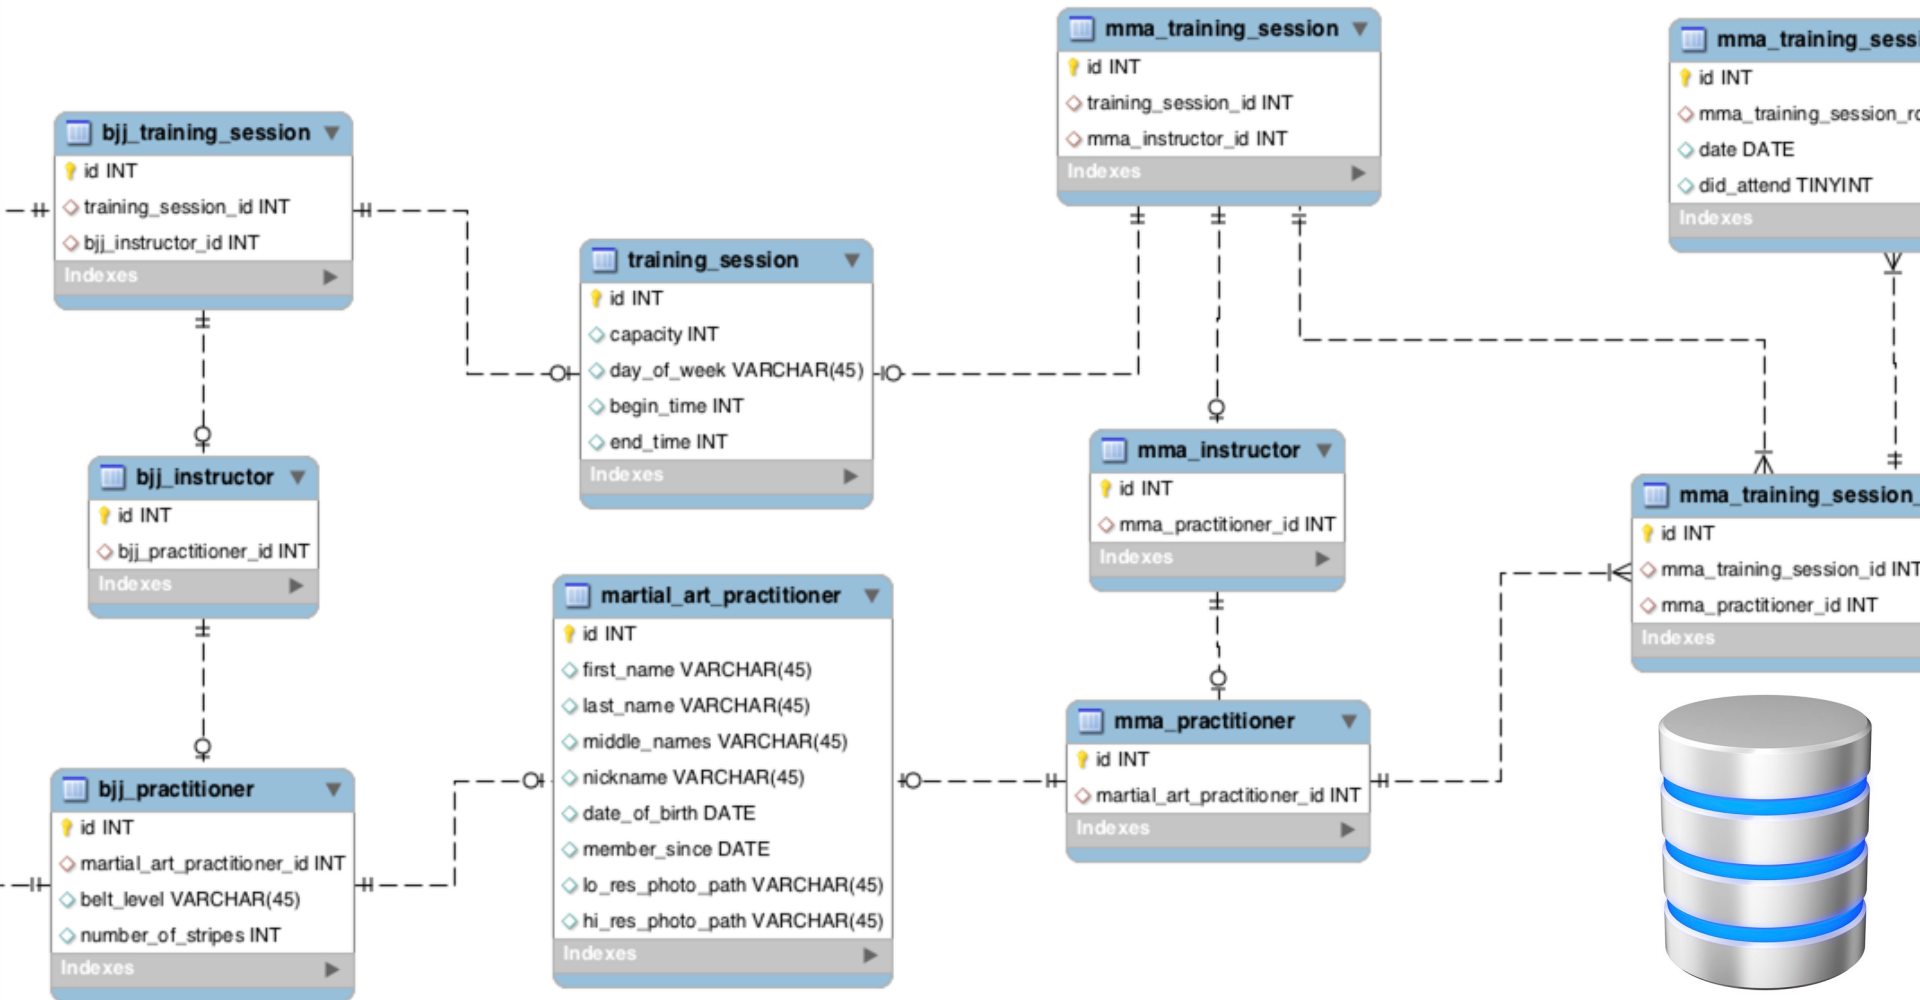 bjj_training_session
id INT
training_session_id INT
bjj_instructor_id INT
Indexes
bjj_instructor
id INT
bjj_practitioner_id INT
Indexes
bjj_practitioner
id INT
martial_art_practitioner_id INT
belt_level VARCHAR(45)
number_of_stripes INT
Indexes
training_session
id INT
capacity INT
day_of_week VARCHAR(45)
begin_time INT
end_time INT
Indexes
martial_art_practitioner
id INT
first_name VARCHAR(45)
last_name VARCHAR(45)
middle_names VARCHAR(45)
nickname VARCHAR(45)
date_of_birth DATE
member_since DATE
lo_res_photo_path VARCHAR(45)
hi_res_photo_path VARCHAR(45)
Indexes
mma_training_session
id INT
training_session_id INT
mma_instructor_id INT
Indexes
mma_instructor
id INT
mma_practitioner_id INT
Indexes
mma_practitioner
id INT
martial_art_practitioner_id INT
Indexes
mma_training_sessi
id INT
mma_training_session_ro
date DATE
did_attend TINYINT
Indexes
mma_training_session_
id INT
mma_training_session_id INT
mma_practitioner_id INT
Indexes